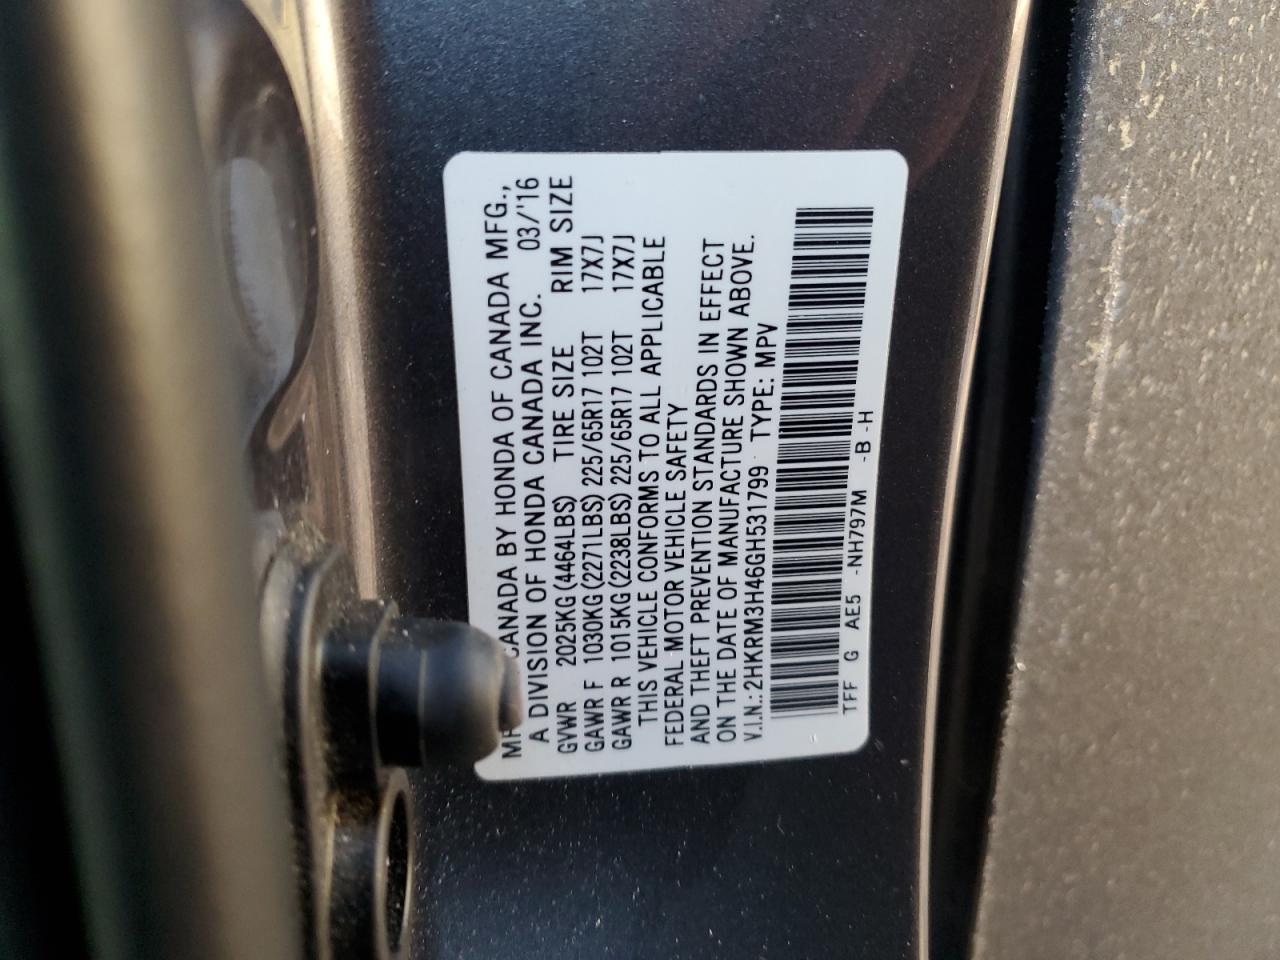 CANADA BY HONDA OF CANADA MFG.,
A DIVISION OF HONDA CANADA INC. 03/'16
GVWR 2025KG(4464LBS) TIRE SIZE RIM SIZE
GAWR F 1030KG(2271LBS) 225/65R17 102T 17X7J
GAWR R 1015KG(2238LBS) 225/65R17 102T 17X7J
THIS VEHICLE CONFORMS TO ALL APPLICABLE
FEDERAL MOTOR VEHICLE SAFETY
AND THEFT PREVENTION STANDARDS IN EFFECT
ON THE DATE OF MANUFACTURE SHOWN ABOVE.
V.I.N.: 2HKRM3H46GH531799 TYPE: MPV
TFF G AE5 -NH797M -B -H